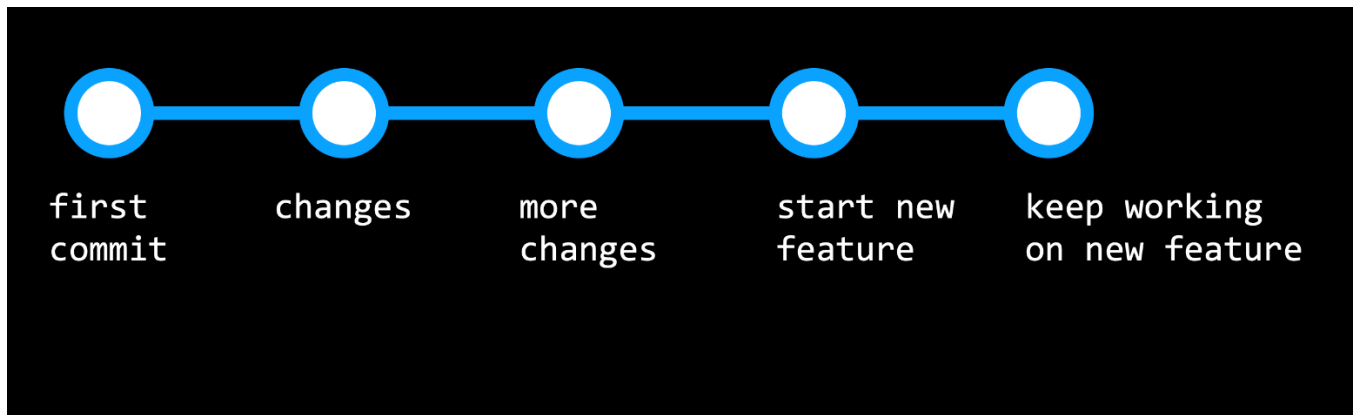 first
commit
changes
more
changes
start new
feature
keep working
on new feature